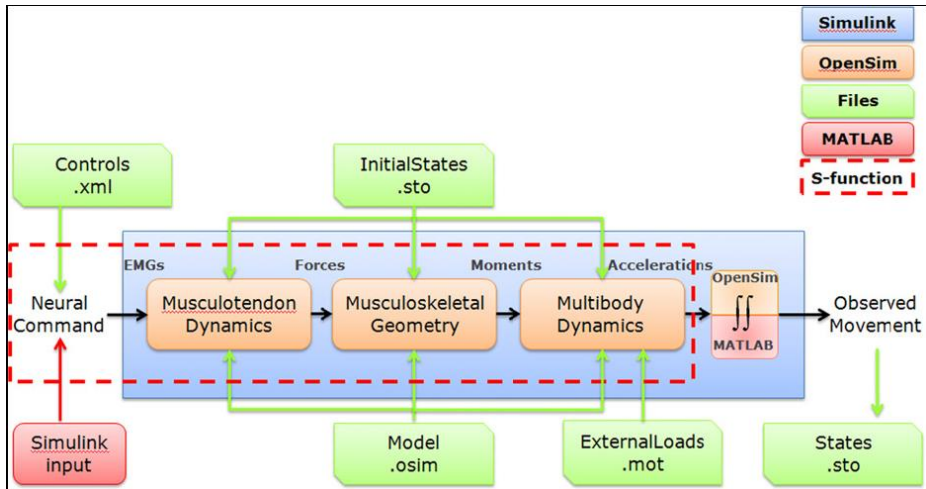 Simulink
OpenSim
Files
MATLAB
S-function
Controls
.xml
InitialStates
.sto
EMGs
Forces
Moments
Accelerations
Neural
Command
Musculotendon
Dynamics
Musculoskeletal
Geometry
Multibody
Dynamics
OpenSim
∬
MATLAB
Observed
Movement
Simulink
input
Model
.osim
ExternalLoads
.mot
States
.sto